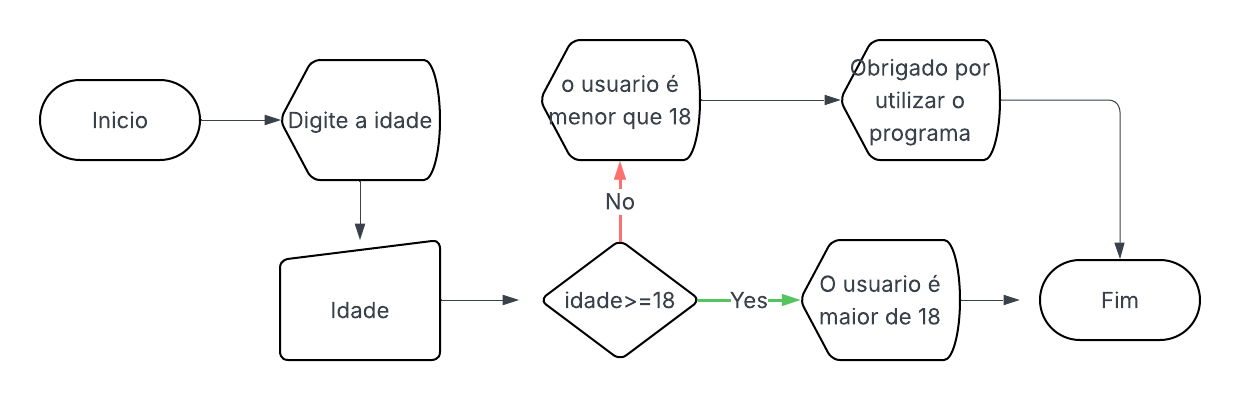 Inicio
Digite a idade
Idade
idade>=18
No
o usuario é
menor que 18
Obrigado por
utilizar o
programa
Yes
O usuario é
maior de 18
Fim